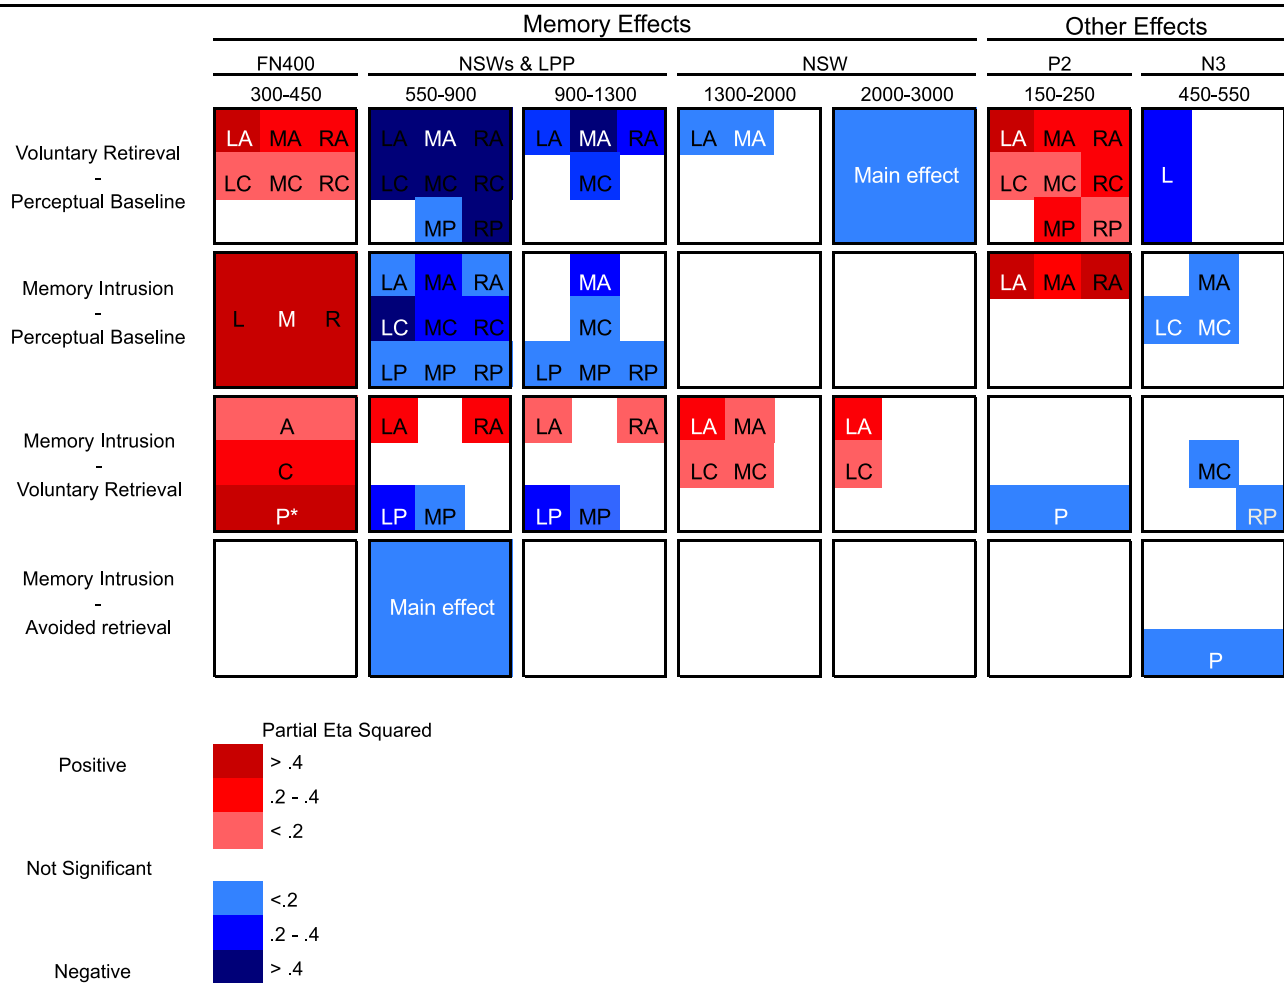 Memory Effects Other Effects
FN400 NSWs & LPP NSW P2 N3
300-450 550-900 900-1300 1300-2000 2000-3000 150-250 450-550
Voluntary Retireval
-
Perceptual Baseline
LA MA RA LA MA RA LA MA RA LA MA LA MA RA
LC MC RC LC MC RC MC Main effect LC MC RC L
MP RP MP RP
Memory Intrusion
-
Perceptual Baseline
LA MA RA MA LA MA RA MA
L M R LC MC RC MC LC MC
LP MP RP LP MP RP
Memory Intrusion
-
Voluntary Retrieval
A LA RA LA RA LA MA LA
C LC MC LC MC
P* LP MP LP MP P RP
Memory Intrusion
-
Avoided retrieval
Main effect
P
Partial Eta Squared
Positive > .4
.2 - .4
< .2
Not Significant
<.2
.2 - .4
Negative > .4